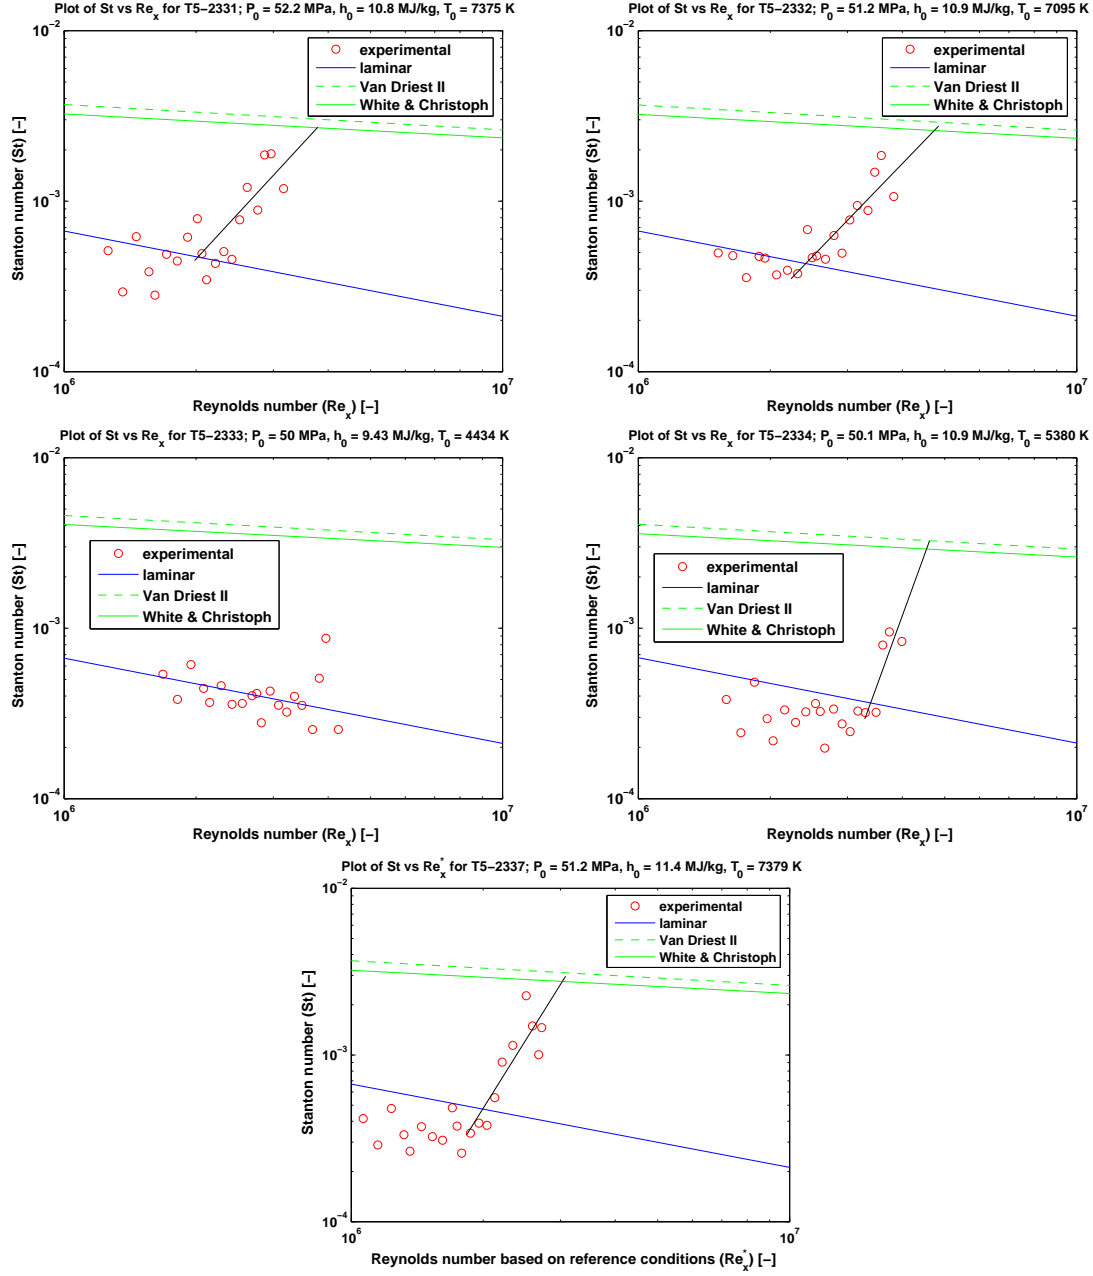 Plot of St vs Re_x for T5−2331; P_0 = 52.2 MPa, h_0 = 10.8 MJ/kg, T_0 = 7375 K
10^−2
10^−3
10^−4
Stanton number (St) [−]
experimental
laminar
Van Driest II
White & Christoph
10^6
10^7
Reynolds number (Re_x) [−]
Plot of St vs Re_x for T5−2332; P_0 = 51.2 MPa, h_0 = 10.9 MJ/kg, T_0 = 7095 K
10^−2
10^−3
10^−4
Stanton number (St) [−]
experimental
laminar
Van Driest II
White & Christoph
10^6
10^7
Reynolds number (Re_x) [−]
Plot of St vs Re_x for T5−2333; P_0 = 50 MPa, h_0 = 9.43 MJ/kg, T_0 = 4434 K
10^−2
10^−3
10^−4
Stanton number (St) [−]
experimental
laminar
Van Driest II
White & Christoph
10^6
10^7
Reynolds number (Re_x) [−]
Plot of St vs Re_x for T5−2334; P_0 = 50.1 MPa, h_0 = 10.9 MJ/kg, T_0 = 5380 K
10^−2
10^−3
10^−4
Stanton number (St) [−]
experimental
laminar
Van Driest II
White & Christoph
10^6
10^7
Reynolds number (Re_x) [−]
Plot of St vs Re_x^* for T5−2337; P_0 = 51.2 MPa, h_0 = 11.4 MJ/kg, T_0 = 7379 K
10^−2
10^−3
10^−4
Stanton number (St) [−]
experimental
laminar
Van Driest II
White & Christoph
10^6
10^7
Reynolds number based on reference conditions (Re_x^*) [−]